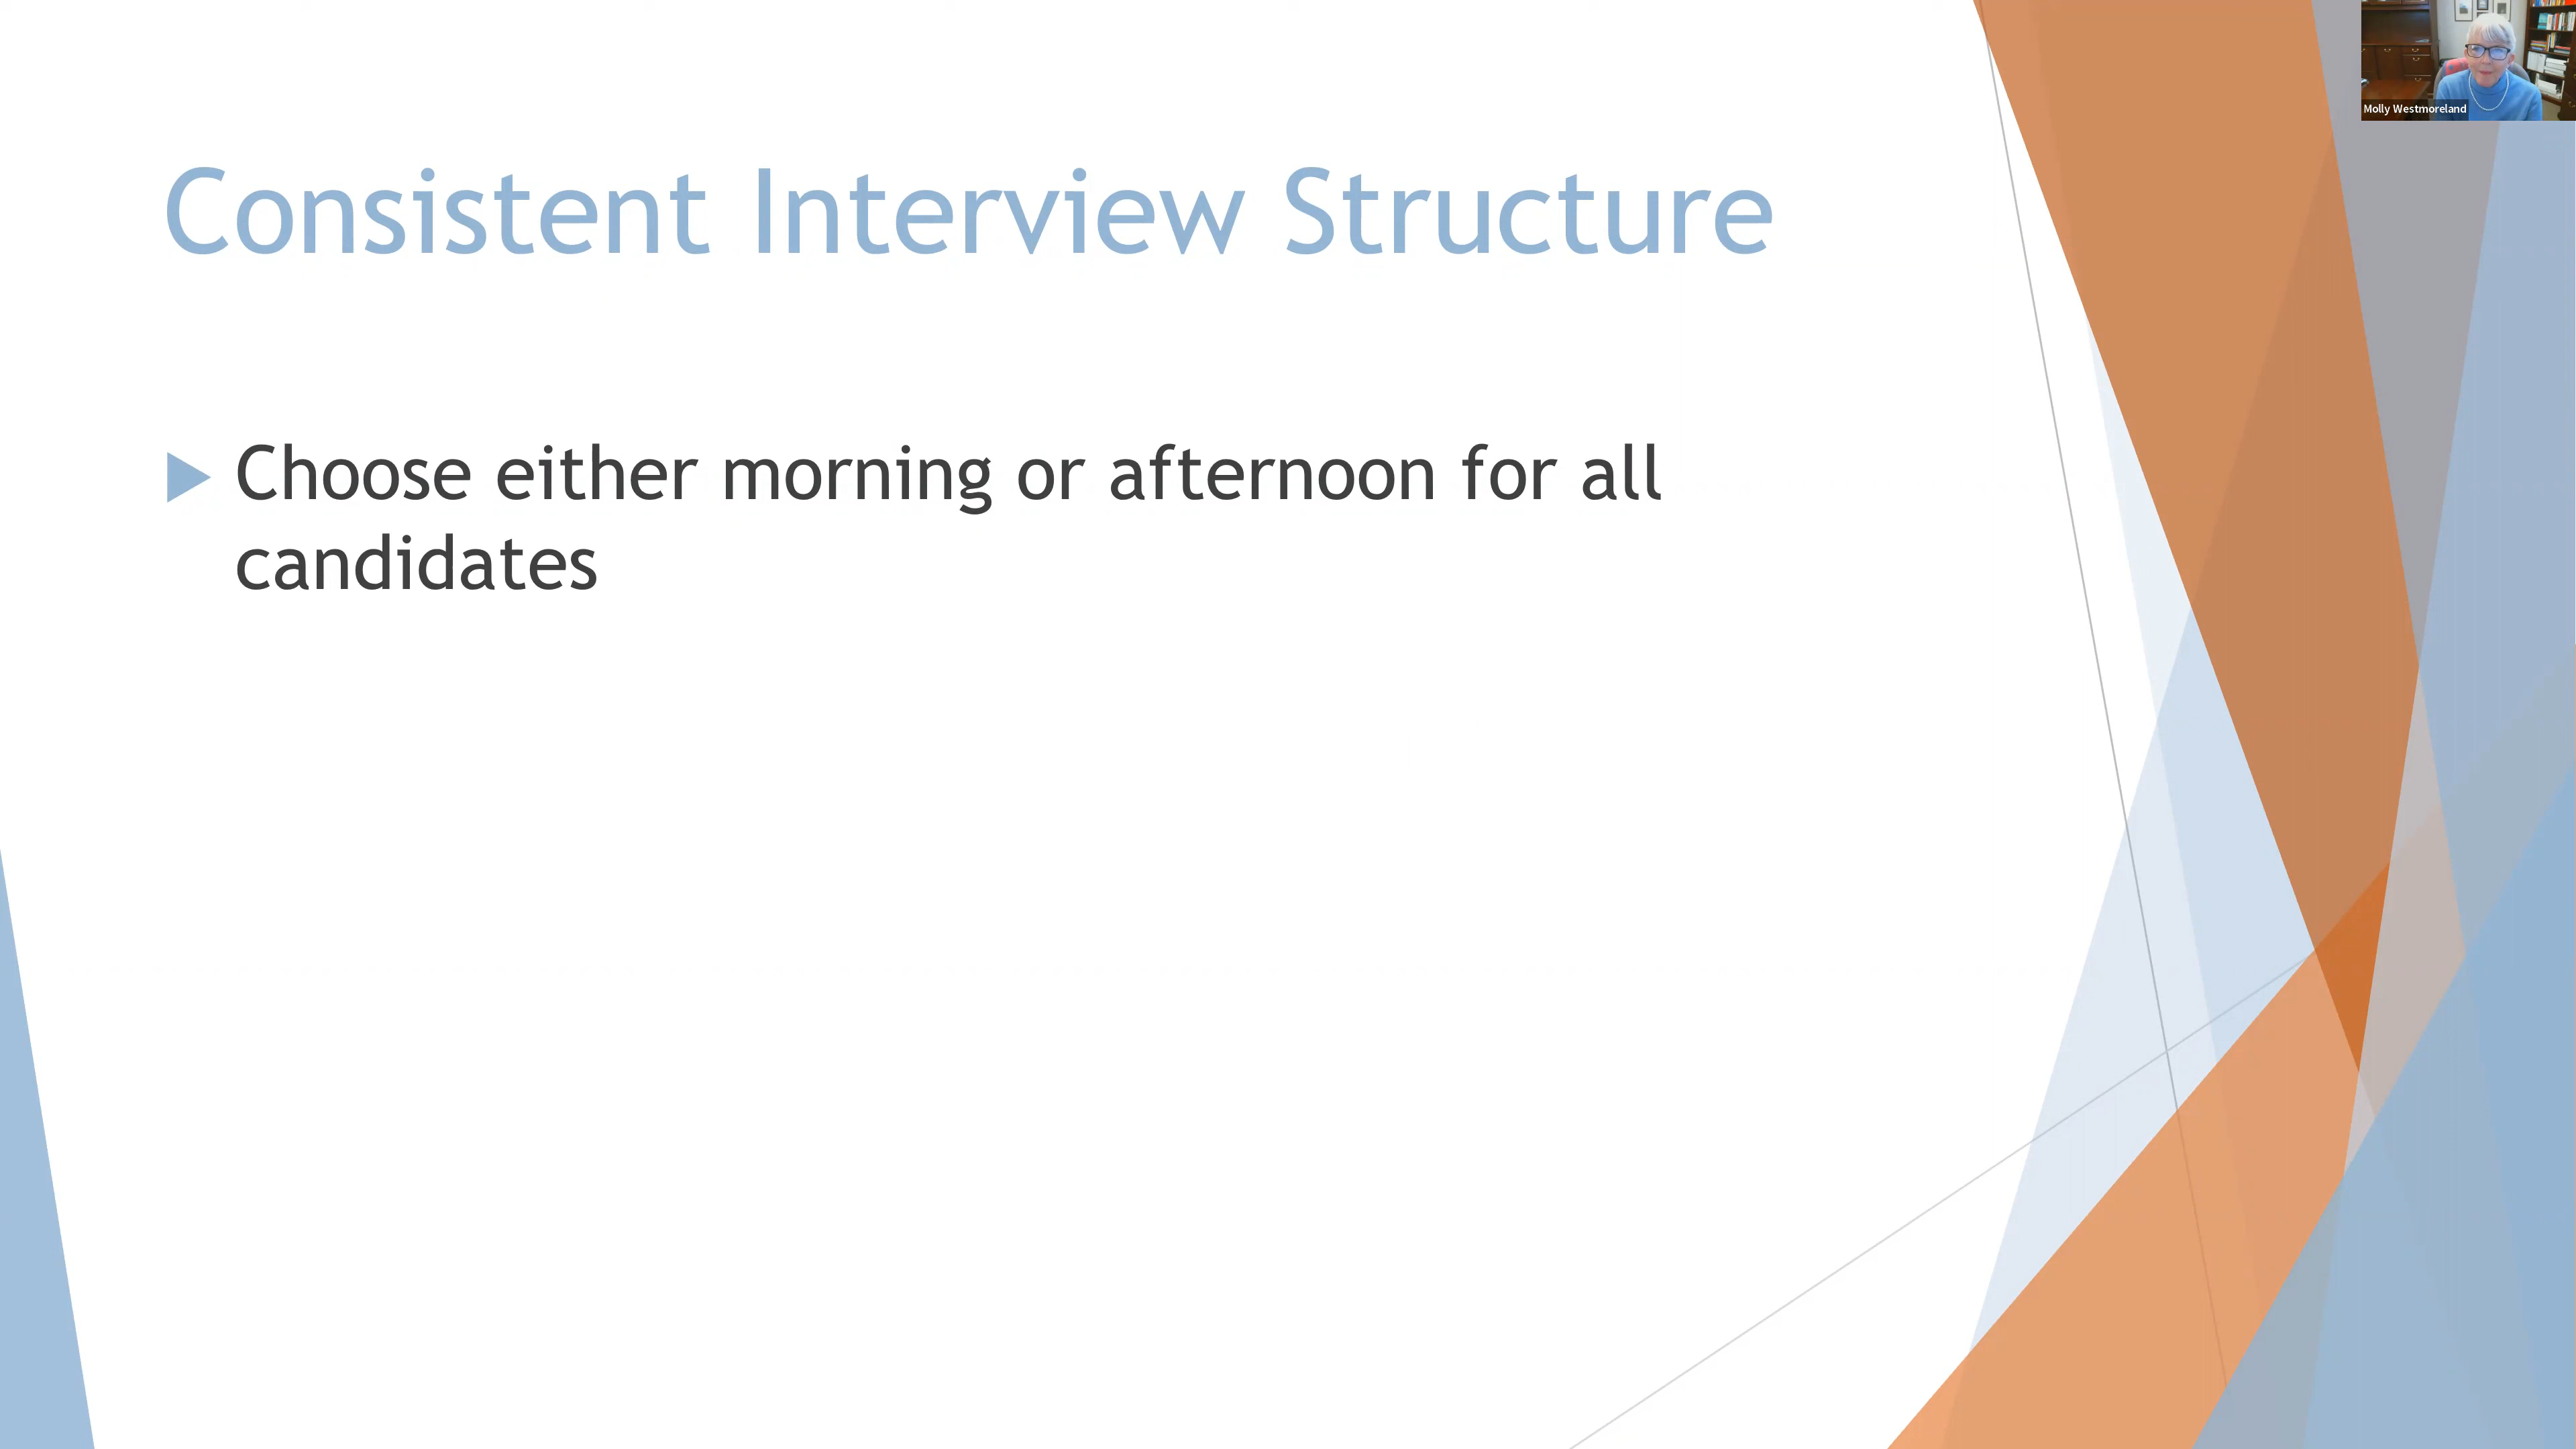 Molly Westmoreland
Consistent Interview Structure
Choose either morning or afternoon for all
candidates